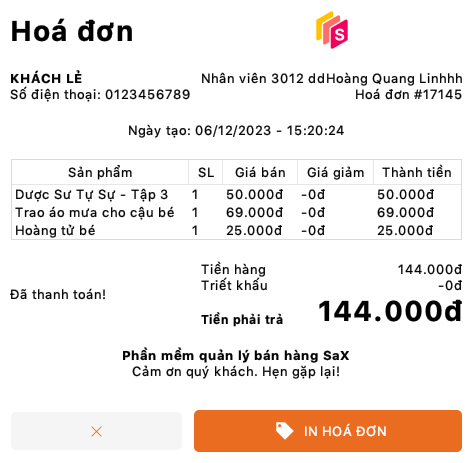 Hoá đơn
S
KHÁCH LẺ
Nhân viên 3012 ddHoàng Quang Linhhh
Số điện thoại: 0123456789
Hoá đơn #17145
Ngày tạo: 06/12/2023 - 15:20:24
Sản phẩm SL Giá bán Giá giảm Thành tiền
Dược Sư Tự Sự - Tập 3 1 50.000đ -0đ 50.000đ
Trao áo mưa cho cậu bé 1 69.000đ -0đ 69.000đ
Hoàng tử bé 1 25.000đ -0đ 25.000đ
Tiền hàng 144.000đ
Triết khấu -0đ
Đã thanh toán!
Tiền phải trả 144.000đ
Phần mềm quản lý bán hàng SaX
Cảm ơn quý khách. Hẹn gặp lại!
IN HOÁ ĐƠN